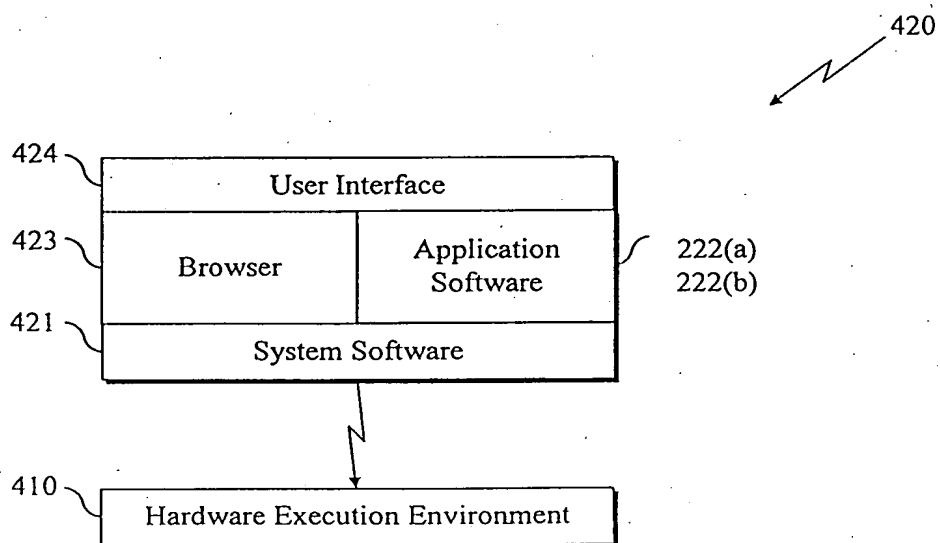 420
424
User Interface
423
Browser
Application
Software
222(a)
222(b)
421
System Software
410
Hardware Execution Environment